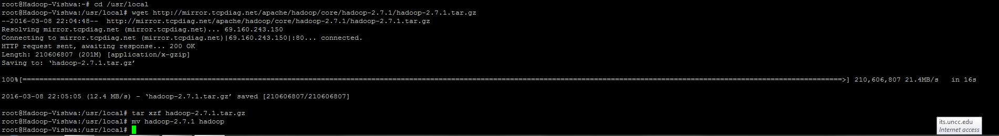 root@Hadoop-Vishwa:~# cd /usr/local
root@Hadoop-Vishwa:/usr/local# wget http://mirror.tcpdiag.net/apache/hadoop/core/hadoop-2.7.1/hadoop-2.7.1.tar.gz
--2016-03-08 22:04:48--  http://mirror.tcpdiag.net/apache/hadoop/core/hadoop-2.7.1/hadoop-2.7.1.tar.gz
Resolving mirror.tcpdiag.net (mirror.tcpdiag.net)... 69.160.243.150
Connecting to mirror.tcpdiag.net (mirror.tcpdiag.net)|69.160.243.150|:80... connected.
HTTP request sent, awaiting response... 200 OK
Length: 210606807 (201M) [application/x-gzip]
Saving to: ‘hadoop-2.7.1.tar.gz’
100%[===================================================================================================================================================================================================>] 210,606,807 21.4MB/s   in 16s
2016-03-08 22:05:05 (12.4 MB/s) - ‘hadoop-2.7.1.tar.gz’ saved [210606807/210606807]
root@Hadoop-Vishwa:/usr/local# tar xzf hadoop-2.7.1.tar.gz
root@Hadoop-Vishwa:/usr/local# mv hadoop-2.7.1 hadoop
root@Hadoop-Vishwa:/usr/local#
its.uncc.edu
Internet access